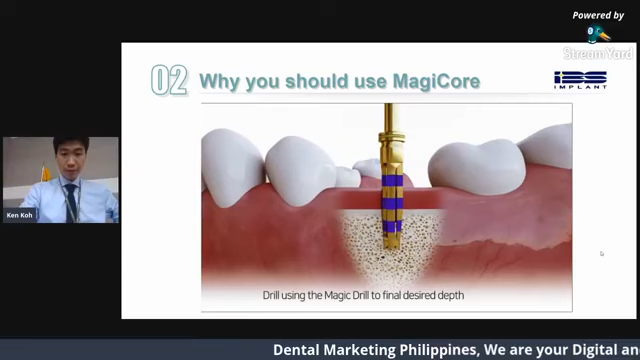 Powered by
StreamYard
02 Why you should use MagiCore
IBS
IMPLANT
Ken Koh
Drill using the Magic Drill to final desired depth
Dental Marketing Philippines, We are your Digital an